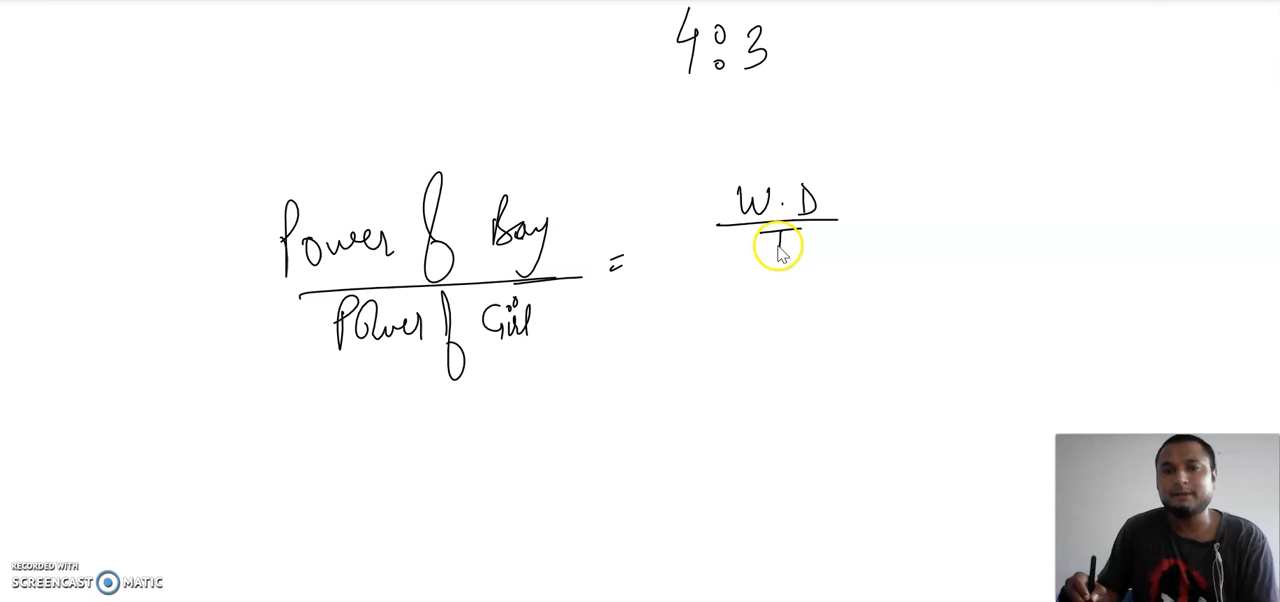 4:3
Power of Boy
W.D
=
T
Power of Girl
RECORDED WITH
SCREENCAST MATIC